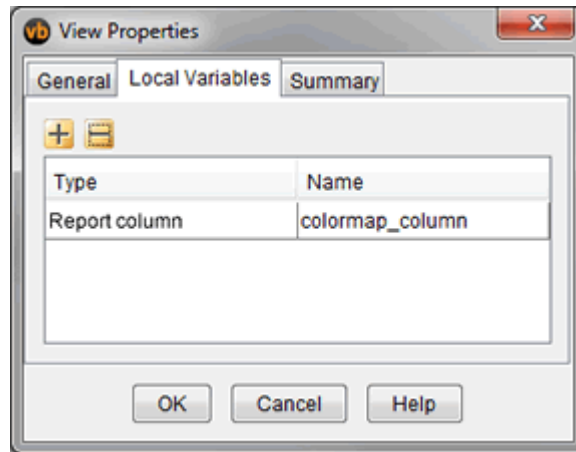 vb View Properties
General Local Variables Summary
Type Name
Report column colormap_column
OK Cancel Help